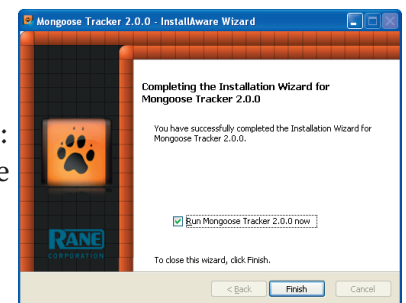 Mongoose Tracker 2.0.0 - InstallAware Wizard
Completing the Installation Wizard for
Mongoose Tracker 2.0.0
:
You have successfully completed the Installation Wizard for
Mongoose Tracker 2.0.0.
e
Run Mongoose Tracker 2.0.0 now
RANE
CORPORATION
To close this wizard, click Finish.
< Back
Finish
Cancel